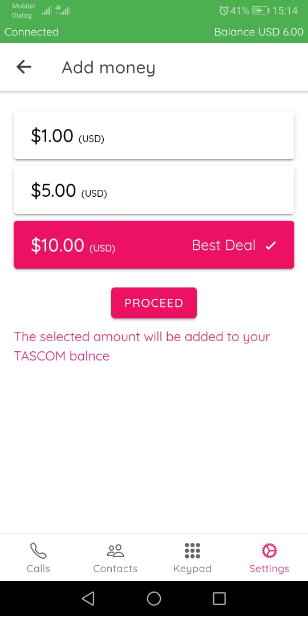 Mobitel
Dialog
4G
41% 15:14
Connected Balance USD 6.00
Add money
$1.00 (USD)
$5.00 (USD)
$10.00 (USD) Best Deal
PROCEED
The selected amount will be added to your
TASCOM balnce
Calls Contacts Keypad Settings